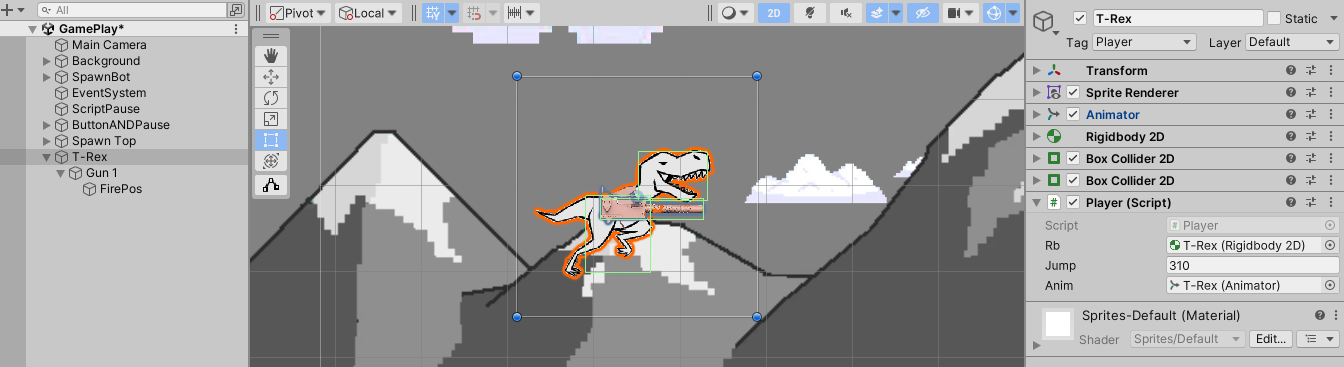 All
GamePlay*
Main Camera
Background
SpawnBot
EventSystem
ScriptPause
ButtonANDPause
Spawn Top
T-Rex
Gun 1
FirePos
Pivot
Local
2D
T-Rex
Static
Tag Player Layer Default
Transform
Sprite Renderer
Animator
Rigidbody 2D
Box Collider 2D
Box Collider 2D
# Player (Script)
Script # Player
Rb T-Rex (Rigidbody 2D)
Jump 310
Anim T-Rex (Animator)
Sprites-Default (Material)
Shader Sprites/Default Edit...